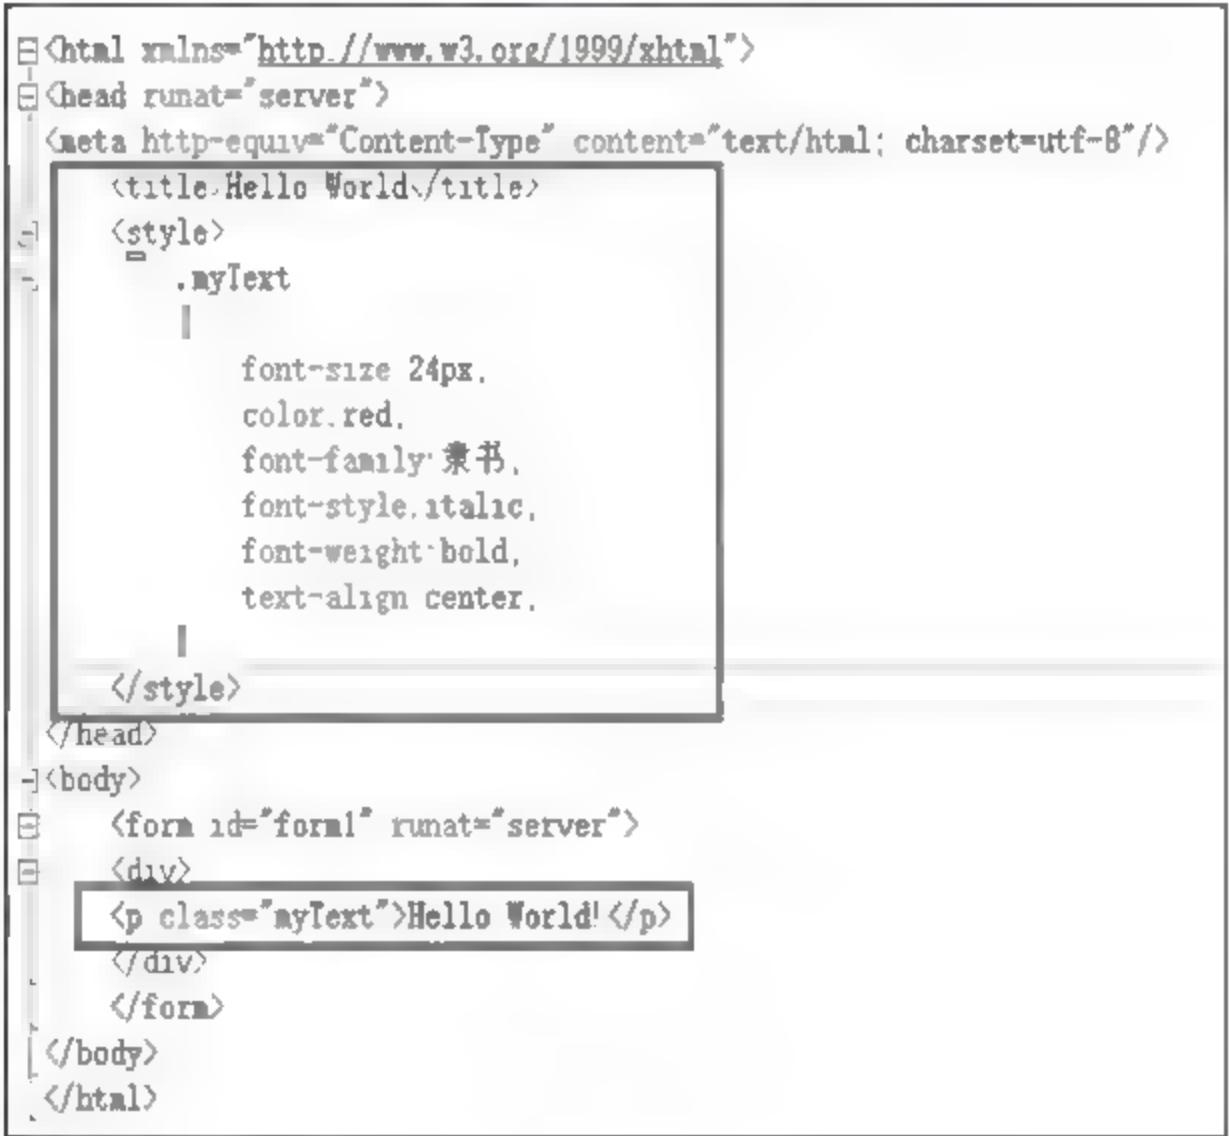 <html xmlns="http://www.w3.org/1999/xhtml">
<head runat="server">
<meta http-equiv="Content-Type" content="text/html; charset=utf-8"/>
<title>Hello World</title>
<style>
.myText
{
font-size:24px;
color:red;
font-family:隶书;
font-style:italic;
font-weight:bold;
text-align:center;
}
</style>
</head>
<body>
<form id="form1" runat="server">
<div>
<p class="myText">Hello World!</p>
</div>
</form>
</body>
</html>